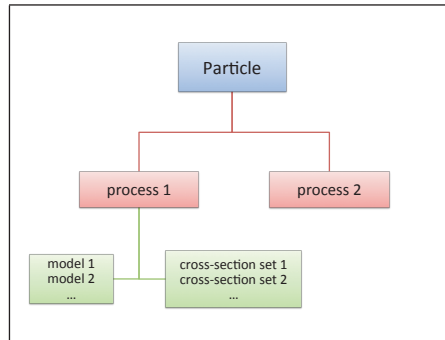 Particle
process 1
process 2
model 1
model 2
...
cross-section set 1
cross-section set 2
...